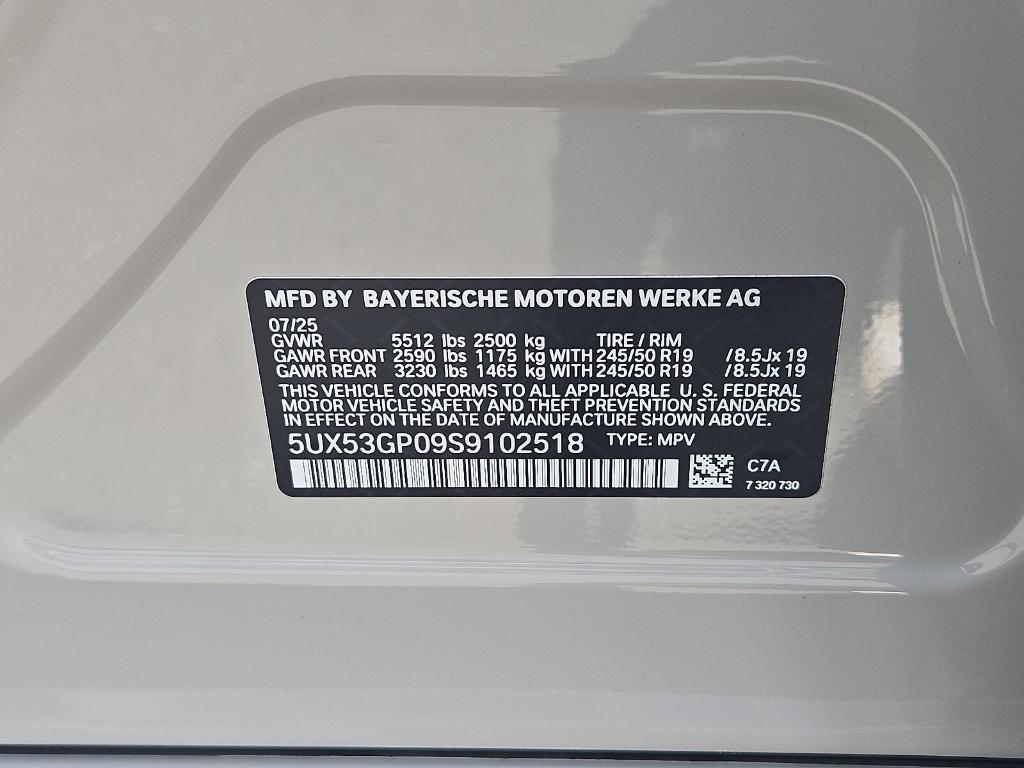 MFD BY BAYERISCHE MOTOREN WERKE AG
07/25
GVWR 5512 lbs 2500 kg TIRE / RIM
GAWR FRONT 2590 lbs 1175 kg WITH 245/50 R19 /8.5Jx 19
GAWR REAR 3230 lbs 1465 kg WITH 245/50 R19 /8.5Jx 19
THIS VEHICLE CONFORMS TO ALL APPLICABLE U. S. FEDERAL
MOTOR VEHICLE SAFETY AND THEFT PREVENTION STANDARDS
IN EFFECT ON THE DATE OF MANUFACTURE SHOWN ABOVE.
5UX53GP09S9102518 TYPE: MPV
C7A
7 320 730